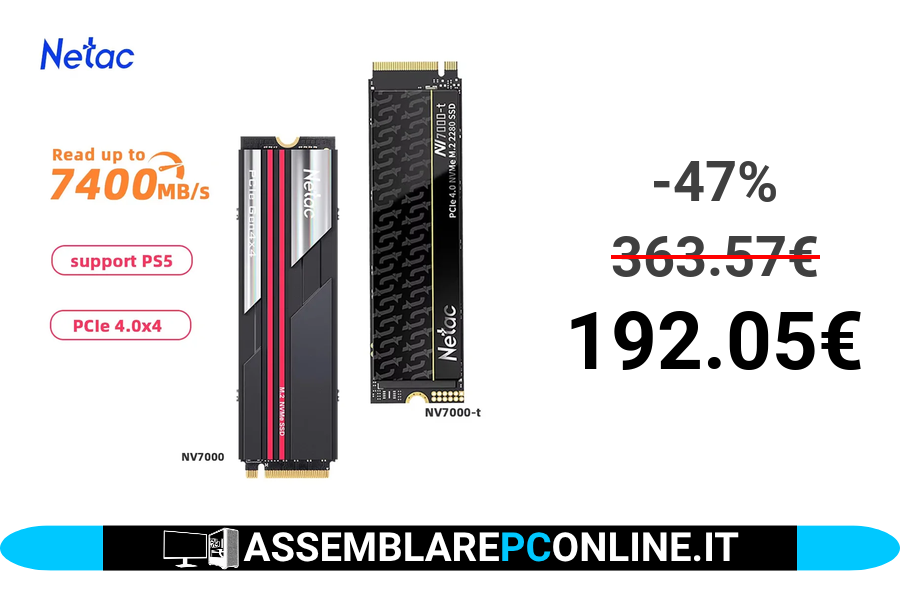 Netac
Read up to
7400MB/s
support PS5
PCIe 4.0x4
NV7000
Netac
M.2 NVMe SSD
NV7000-t
PCIe 4.0 NVMe M.2 2280 SSD
Netac
NV7000-t
-47%
363.57€
192.05€
ASSEMBLAREPCONLINE.IT